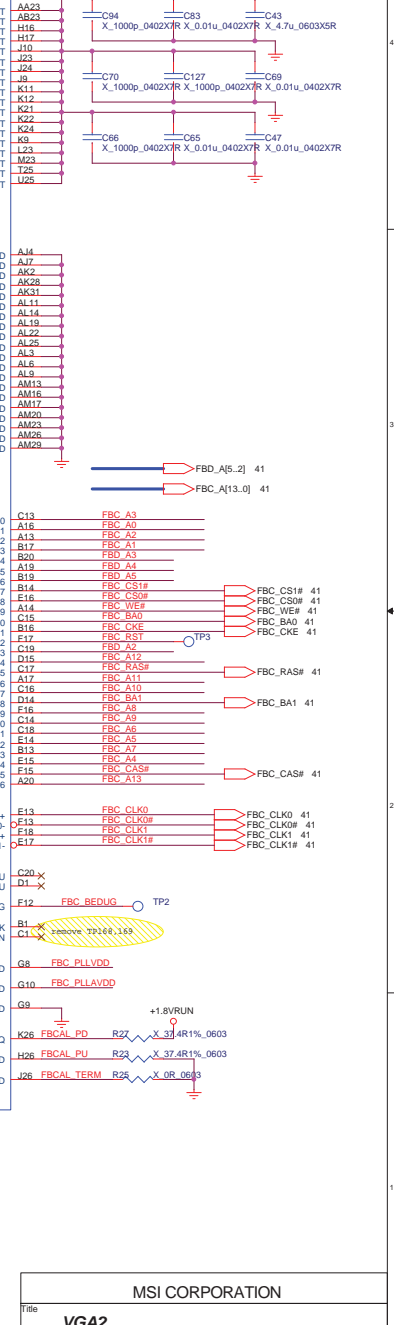 AA23
AB23
H16
H17
J10
J23
J24
J9
K11
K12
K21
K22
K24
K9
L23
M23
T25
U25
C94 C83 C43
X_1000p_0402X7R X_0.01u_0402X7R X_4.7u_0603X5R
C70 C127 C69
X_1000p_0402X7R X_1000p_0402X7R X_0.01u_0402X7R
C66 C65 C47
X_1000p_0402X7R X_0.01u_0402X7R X_0.01u_0402X7R
4
AJ4
AJ7
AK2
AK28
AK31
AL11
AL14
AL19
AL22
AL25
AL3
AL6
AL9
AM13
AM16
AM17
AM20
AM23
AM26
AM29
3
FBD_A[5..2] 41
FBC_A[13..0] 41
C13 FBC_A3
A16 FBC_A0
A13 FBC_A2
B17 FBC_A1
B20 FBD_A3
A19 FBD_A4
B19 FBD_A5
B14 FBC_CS1# FBC_CS1# 41
E16 FBC_CS0# FBC_CS0# 41
A14 FBC_WE# FBC_WE# 41
C15 FBC_BA0 FBC_BA0 41
B16 FBC_CKE FBC_CKE 41
F17 FBC_RST TP3
C19 FBD_A2
D15 FBC_A12
C17 FBC_RAS# FBC_RAS# 41
A17 FBC_A11
C16 FBC_A10
D14 FBC_BA1 FBC_BA1 41
F16 FBC_A8
C14 FBC_A9
C18 FBC_A6
E14 FBC_A5
B13 FBC_A7
E15 FBC_A4
F15 FBC_CAS# FBC_CAS# 41
A20 FBC_A13
2
E13 FBC_CLK0 FBC_CLK0 41
F13 FBC_CLK0# FBC_CLK0# 41
F18 FBC_CLK1 FBC_CLK1 41
E17 FBC_CLK1# FBC_CLK1# 41
C20
D1
F12 FBC_BEDUG TP2
B1
C1 remove TP168,169
G8 FBC_PLLVDD
G10 FBC_PLLAVDD
G9
+1.8VRUN
K26 FBCAL_PD R27 X_37.4R1%_0603
H26 FBCAL_PU R23 X_37.4R1%_0603
J26 FBCAL_TERM R25 X_0R_0603
1
MSI CORPORATION
Title
VGA2